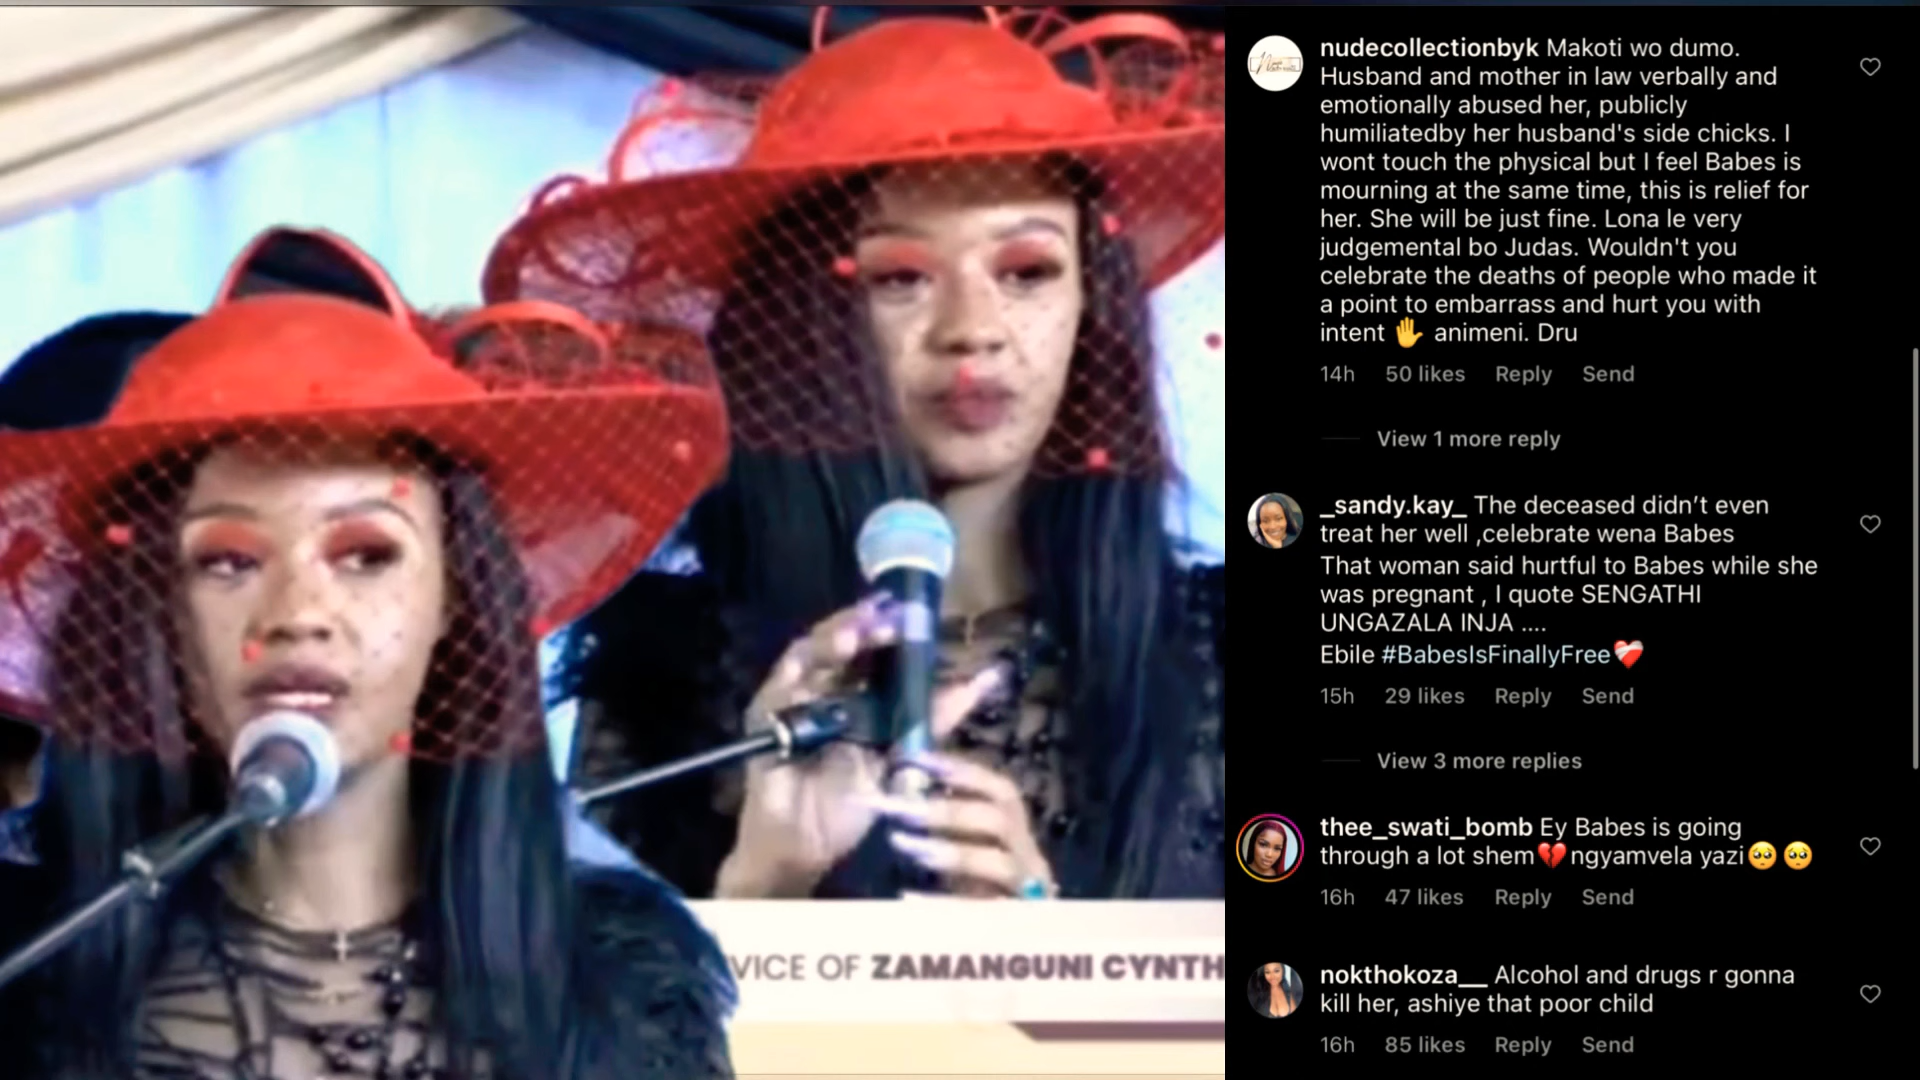 VICE OF ZAMANGUNI CYNTH
nudecollectionbyk Makoti wo dumo.
Husband and mother in law verbally and
emotionally abused her, publicly
humiliatedby her husband's side chicks. I
wont touch the physical but I feel Babes is
mourning at the same time, this is relief for
her. She will be just fine. Lona le very
judgemental bo Judas. Wouldn't you
celebrate the deaths of people who made it
a point to embarrass and hurt you with
intent ✋ animeni. Dru
14h 50 likes Reply Send
View 1 more reply
_sandy.kay_ The deceased didn’t even
treat her well ,celebrate wena Babes
That woman said hurtful to Babes while she
was pregnant , I quote SENGATHI
UNGAZALA INJA ....
Ebile #BabesIsFinallyFree❤️‍🩹
15h 29 likes Reply Send
View 3 more replies
thee_swati_bomb Ey Babes is going
through a lot shem💔ngyamvela yazi🥺🥺
16h 47 likes Reply Send
nokthokoza__ Alcohol and drugs r gonna
kill her, ashiye that poor child
16h 85 likes Reply Send